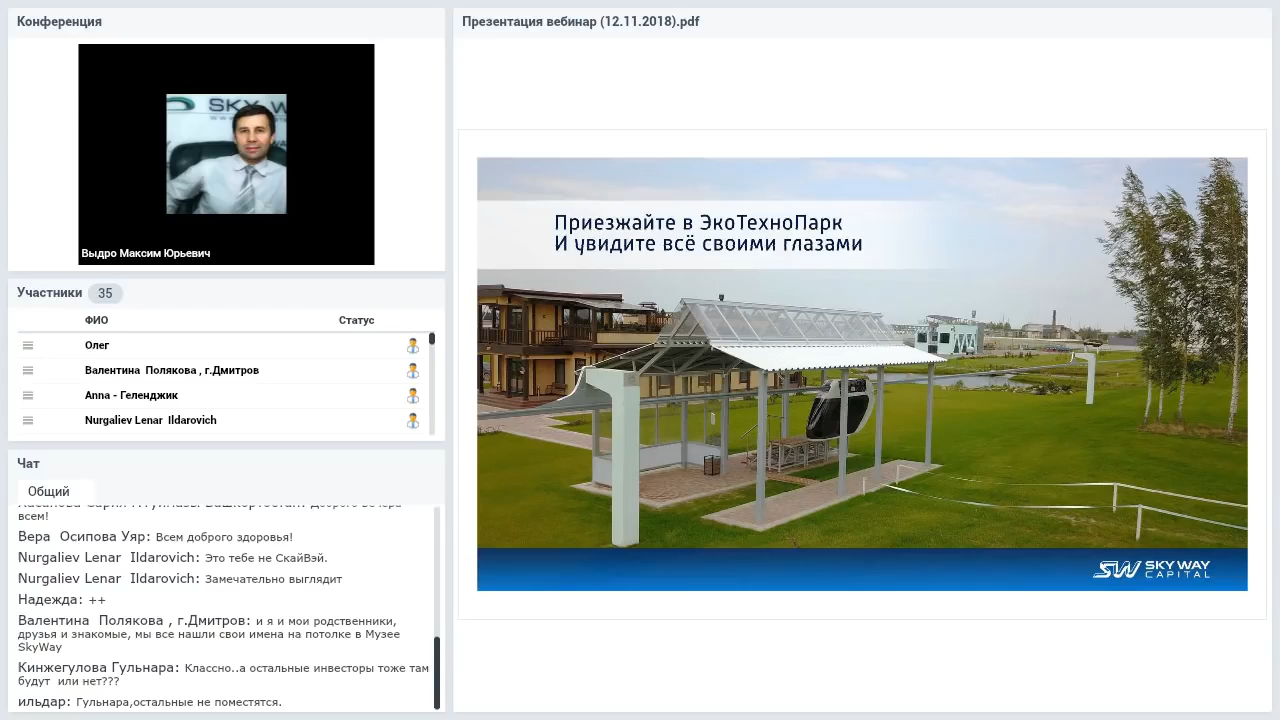 Конференция
Выдро Максим Юрьевич
Участники 35
ФИО Статус
Олег
Валентина Полякова , г.Дмитров
Anna - Геленджик
Nurgaliev Lenar Ildarovich
Чат
Общий
всем!
Вера Осипова Уяр: Всем доброго здоровья!
Nurgaliev Lenar Ildarovich: Это тебе не СкайВэй.
Nurgaliev Lenar Ildarovich: Замечательно выглядит
Надежда: ++
Валентина Полякова , г.Дмитров: и я и мои родственники,
друзья и знакомые, мы все нашли свои имена на потолке в Музее
SkyWay
Кинжегулова Гульнара: Классно..а остальные инвесторы тоже там
будут или нет???
ильдар: Гульнара,остальные не поместятся.
Презентация вебинар (12.11.2018).pdf
Приезжайте в ЭкоТехноПарк
И увидите всё своими глазами
SW SKY WAY
CAPITAL